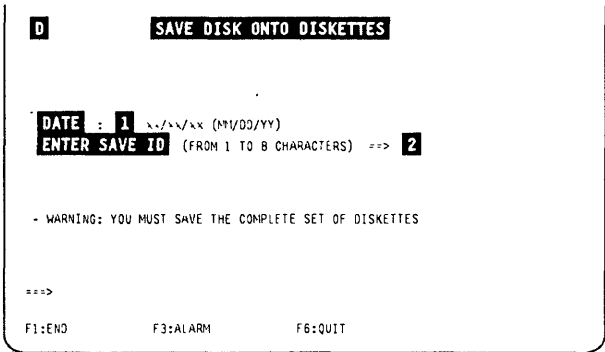 D SAVE DISK ONTO DISKETTES
DATE : 1 xx/xx/xx (MM/DD/YY)
ENTER SAVE ID (FROM 1 TO 8 CHARACTERS) ==> 2
- WARNING: YOU MUST SAVE THE COMPLETE SET OF DISKETTES
===>
F1:END F3:ALARM F6:QUIT